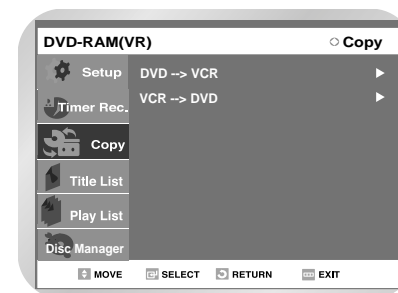 DVD-RAM(VR) Copy
Setup
DVD --> VCR
Timer Rec.
VCR --> DVD
Copy
Title List
Play List
Disc Manager
MOVE SELECT RETURN EXIT